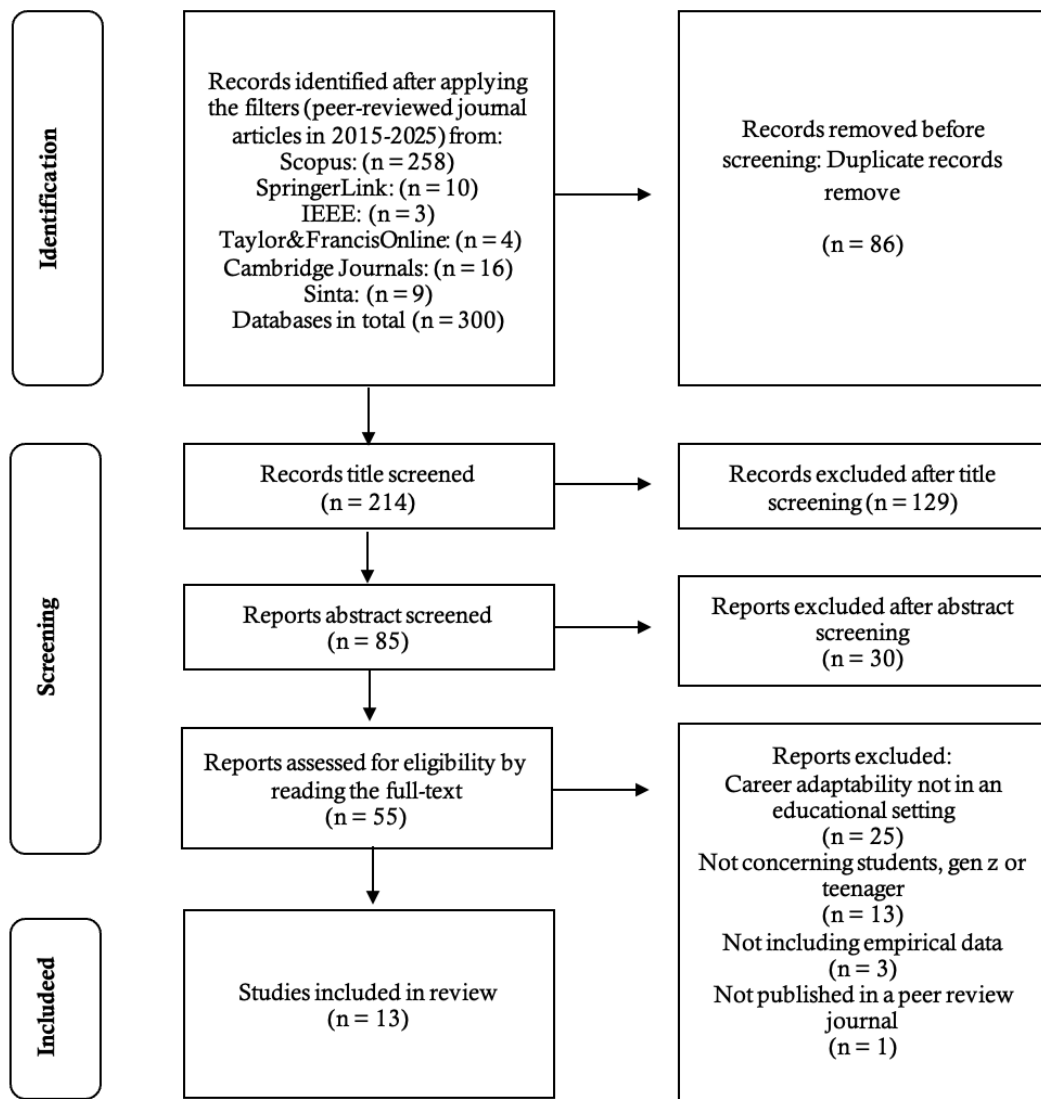 Identification
Records identified after applying
the filters (peer-reviewed journal
articles in 2015-2025) from:
Scopus: (n = 258)
SpringerLink: (n = 10)
IEEE: (n = 3)
Taylor&FrancisOnline: (n = 4)
Cambridge Journals: (n = 16)
Sinta: (n = 9)
Databases in total (n = 300)
Records removed before
screening: Duplicate records
remove
(n = 86)
Screening
Records title screened
(n = 214)
Records excluded after title
screening (n = 129)
Reports abstract screened
(n = 85)
Reports excluded after abstract
screening
(n = 30)
Reports assessed for eligibility by
reading the full-text
(n = 55)
Reports excluded:
Career adaptability not in an
educational setting
(n = 25)
Not concerning students, gen z or
teenager
(n = 13)
Not including empirical data
(n = 3)
Not published in a peer review
journal
(n = 1)
Includeed
Studies included in review
(n = 13)